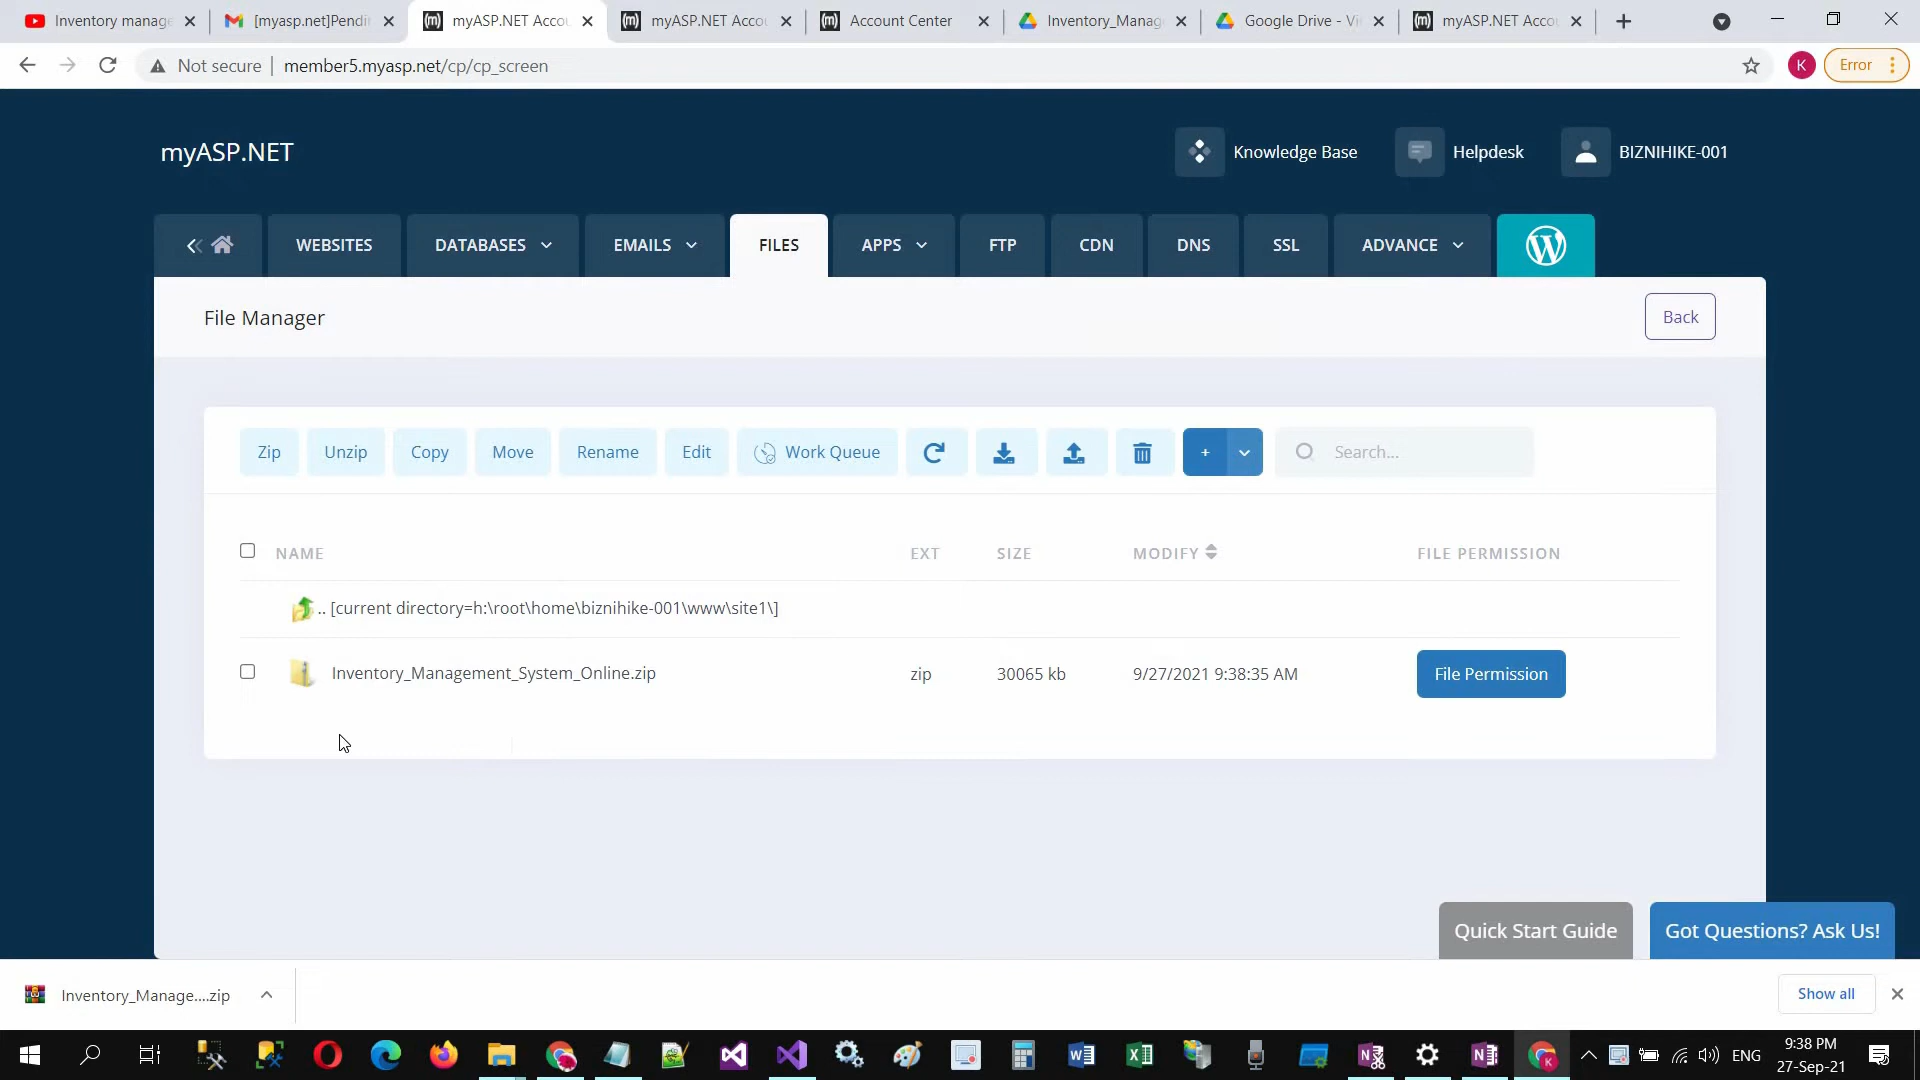 Inventory manage
[myasp.net]Pendi
myASP.NET Accou
myASP.NET Accou
Account Center
Inventory_Manag
Google Drive - Vi
myASP.NET Accou
Not secure
member5.myasp.net/cp/cp_screen
K
Error
myASP.NET
Knowledge Base
Helpdesk
BIZNIHIKE-001
WEBSITES
DATABASES
EMAILS
FILES
APPS
FTP
CDN
DNS
SSL
ADVANCE
File Manager
Back
Zip
Unzip
Copy
Move
Rename
Edit
Work Queue
+
Search...
NAME
EXT
SIZE
MODIFY
FILE PERMISSION
.. [current directory=h:\root\home\biznihike-001\www\site1\]
Inventory_Management_System_Online.zip
zip
30065 kb
9/27/2021 9:38:35 AM
File Permission
Quick Start Guide
Got Questions? Ask Us!
Inventory_Manage....zip
Show all
ENG
9:38 PM
27-Sep-21